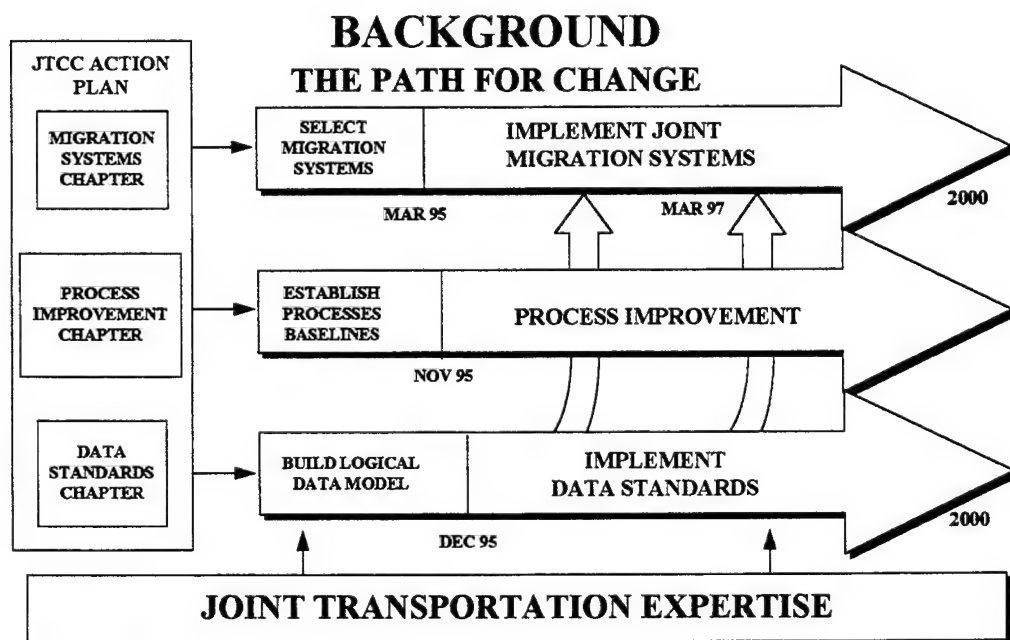 BACKGROUND
THE PATH FOR CHANGE
JTCC ACTION
PLAN
MIGRATION
SYSTEMS
CHAPTER
SELECT
MIGRATION
SYSTEMS
IMPLEMENT JOINT
MIGRATION SYSTEMS
MAR 95
MAR 97
2000
PROCESS
IMPROVEMENT
CHAPTER
ESTABLISH
PROCESSES
BASELINES
PROCESS IMPROVEMENT
NOV 95
DATA
STANDARDS
CHAPTER
BUILD LOGICAL
DATA MODEL
IMPLEMENT
DATA STANDARDS
DEC 95
2000
JOINT TRANSPORTATION EXPERTISE